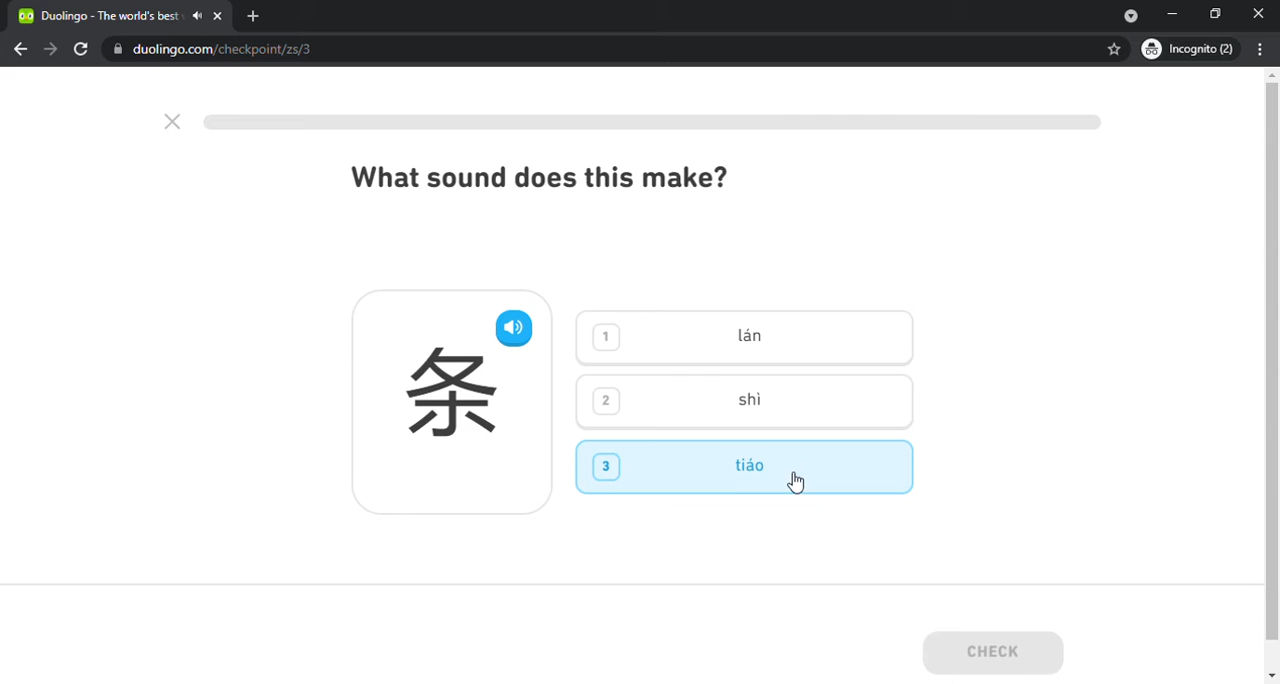 Duolingo - The world's best
duolingo.com/checkpoint/zs/3
Incognito (2)
What sound does this make?
条
1 lán
2 shì
3 tiáo
CHECK